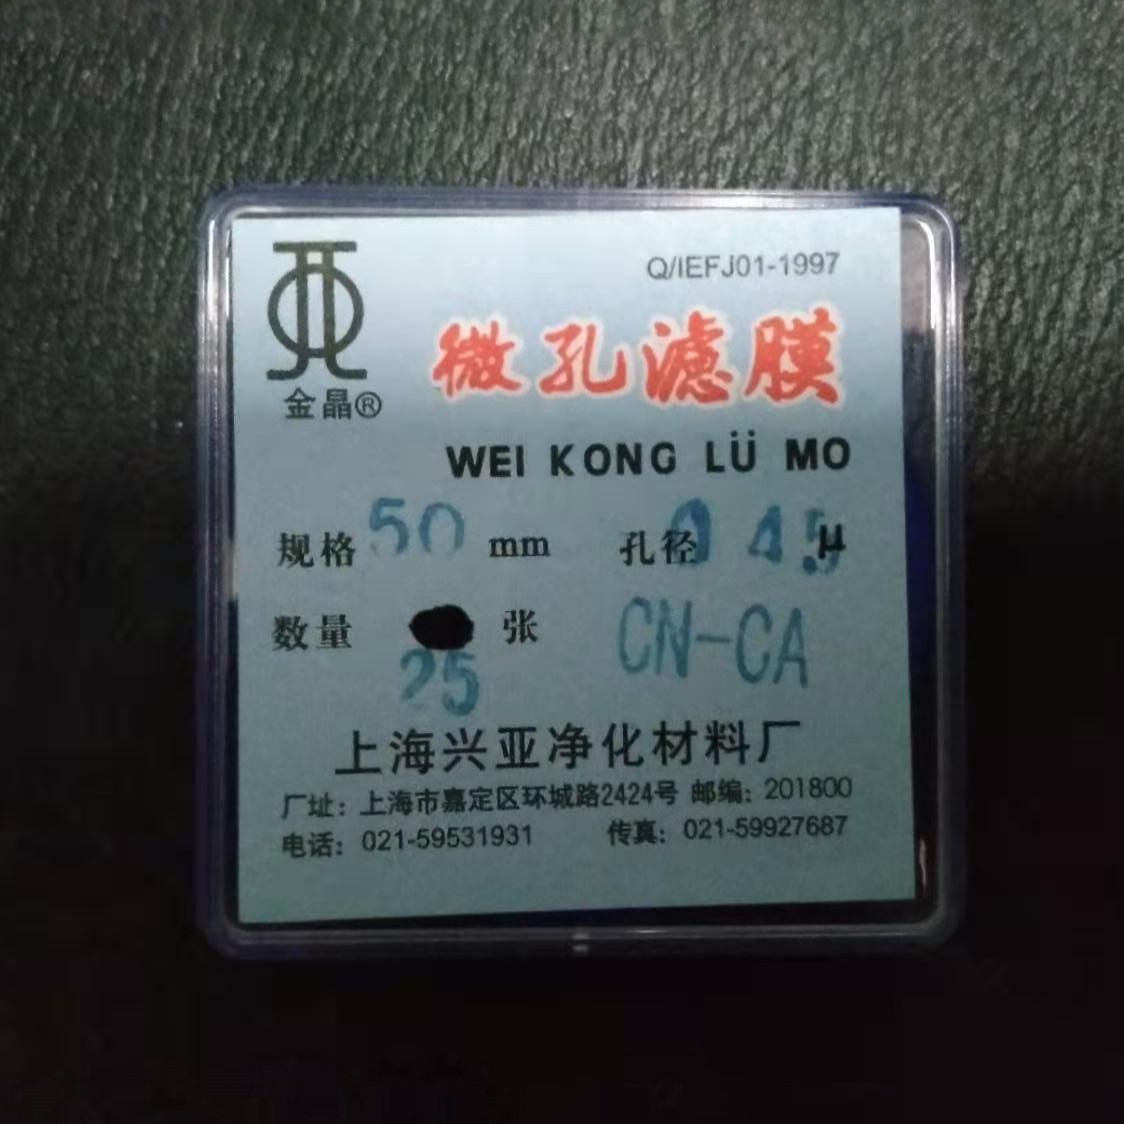 Q/IEFJ01-1997
金晶®
微孔滤膜
WEI KONG LÜ MO
规格 50 mm 孔径 0.45 μ
数量 25 张 CN-CA
上海兴亚净化材料厂
厂址：上海市嘉定区环城路2424号 邮编：201800
电话：021-59531931 传真：021-59927687